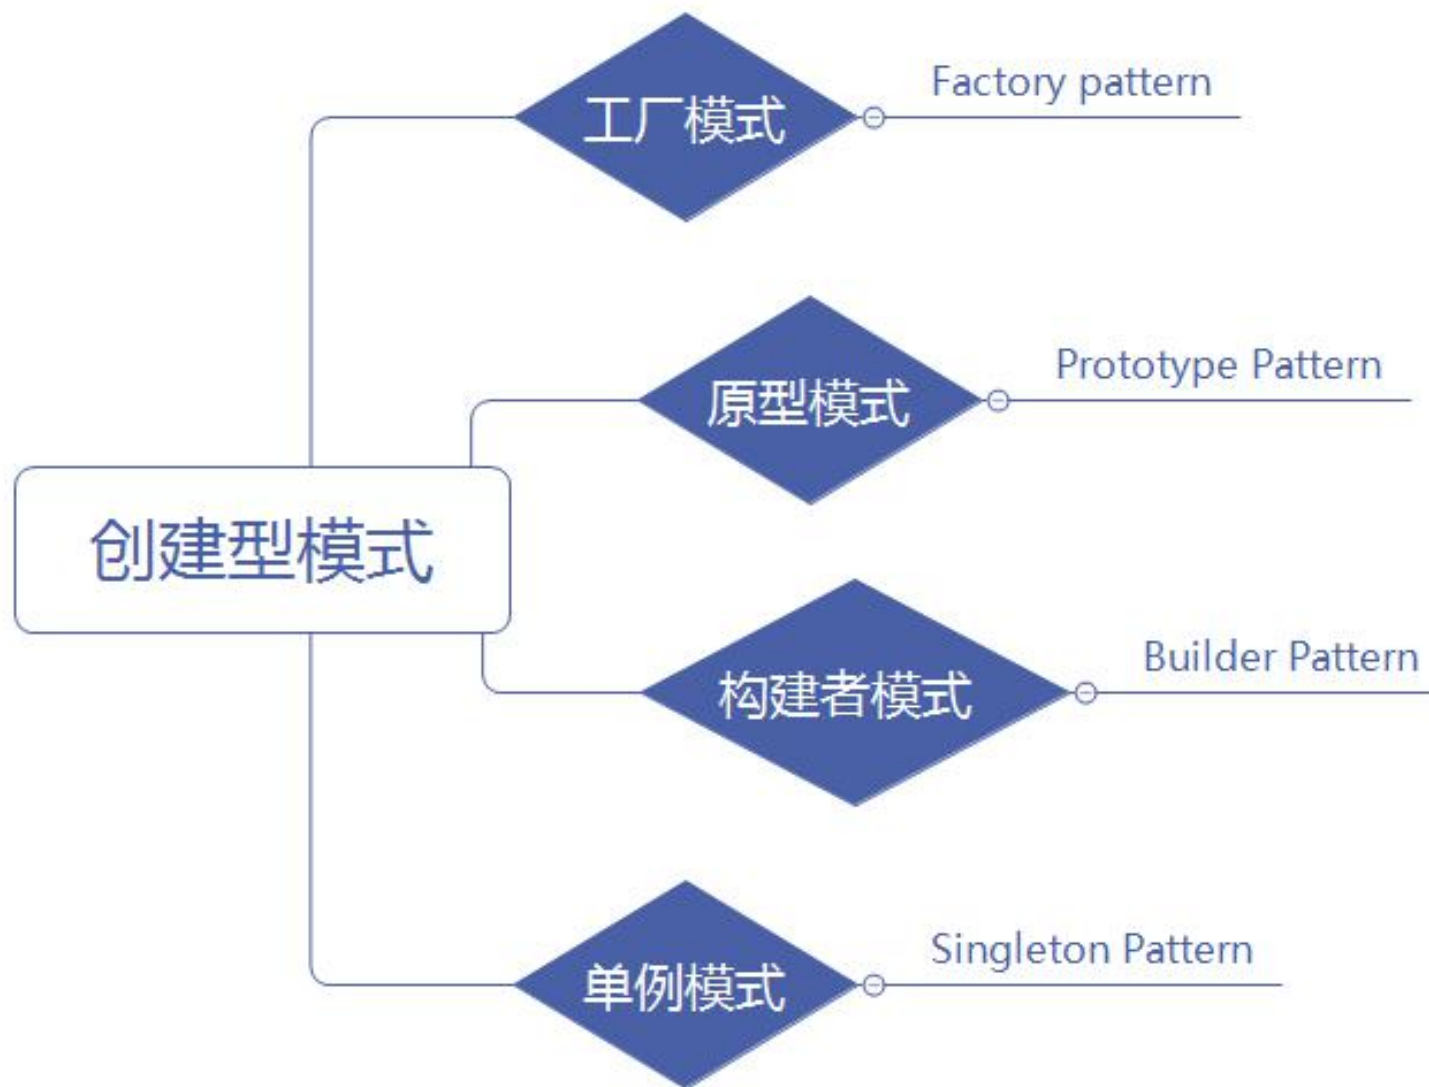 工厂模式
Factory pattern
原型模式
Prototype Pattern
创建型模式
构建者模式
Builder Pattern
单例模式
Singleton Pattern